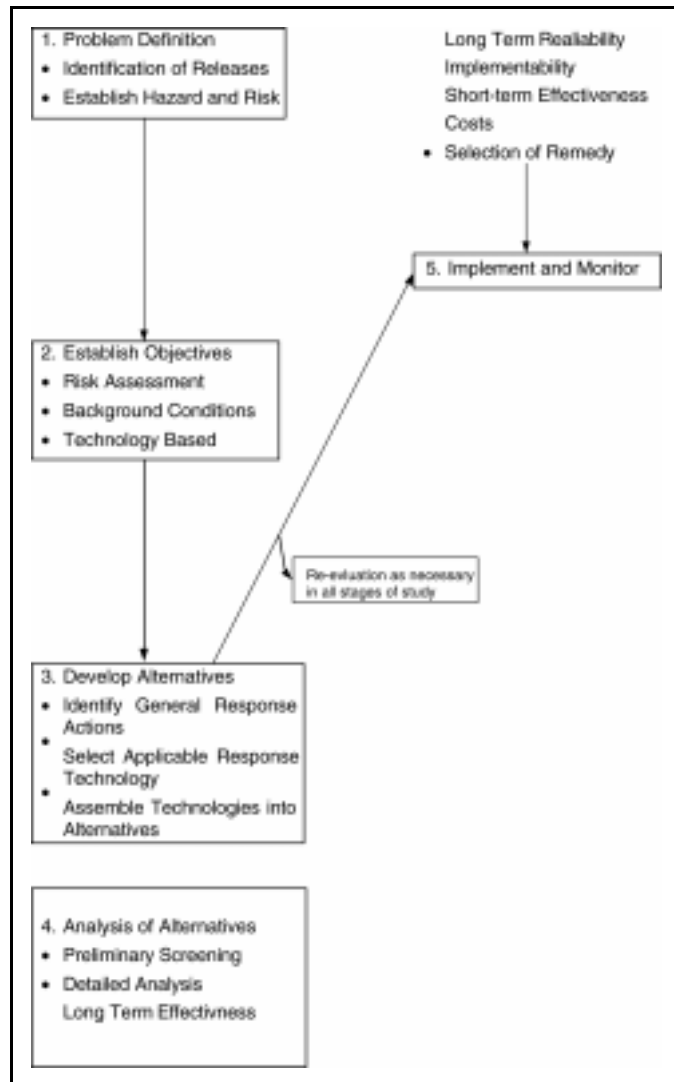 1. Problem Definition
• Identification of Releases
• Establish Hazard and Risk
2. Establish Objectives
• Risk Assessment
• Background Conditions
• Technology Based
3. Develop Alternatives
• Identify General Response
Actions
•
Select Applicable Response
Technology
•
Assemble Technologies into
Alternatives
4. Analysis of Alternatives
• Preliminary Screening
• Detailed Analysis
Long Term Effectivness
Long Term Realiability
Implementability
Short-term Effectiveness
Costs
• Selection of Remedy
5. Implement and Monitor
Re-evluation as necessary
in all stages of study